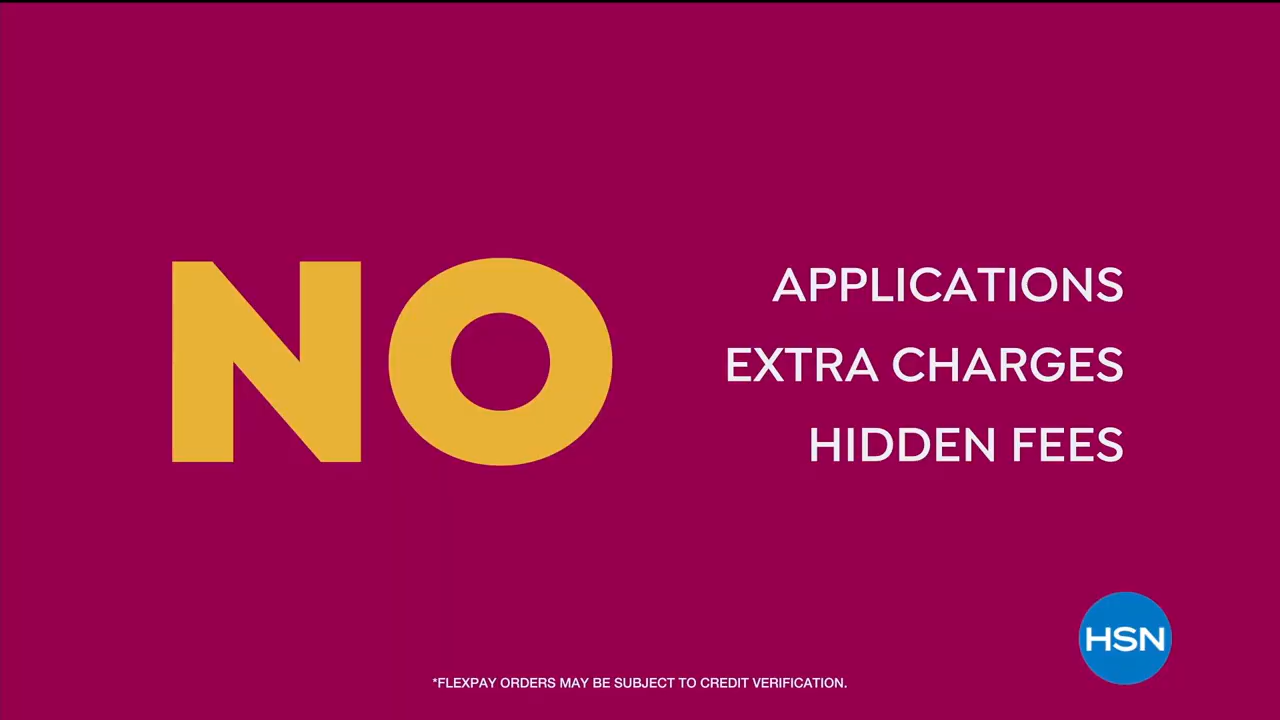 NO
APPLICATIONS
EXTRA CHARGES
HIDDEN FEES
HSN
*FLEXPAY ORDERS MAY BE SUBJECT TO CREDIT VERIFICATION.